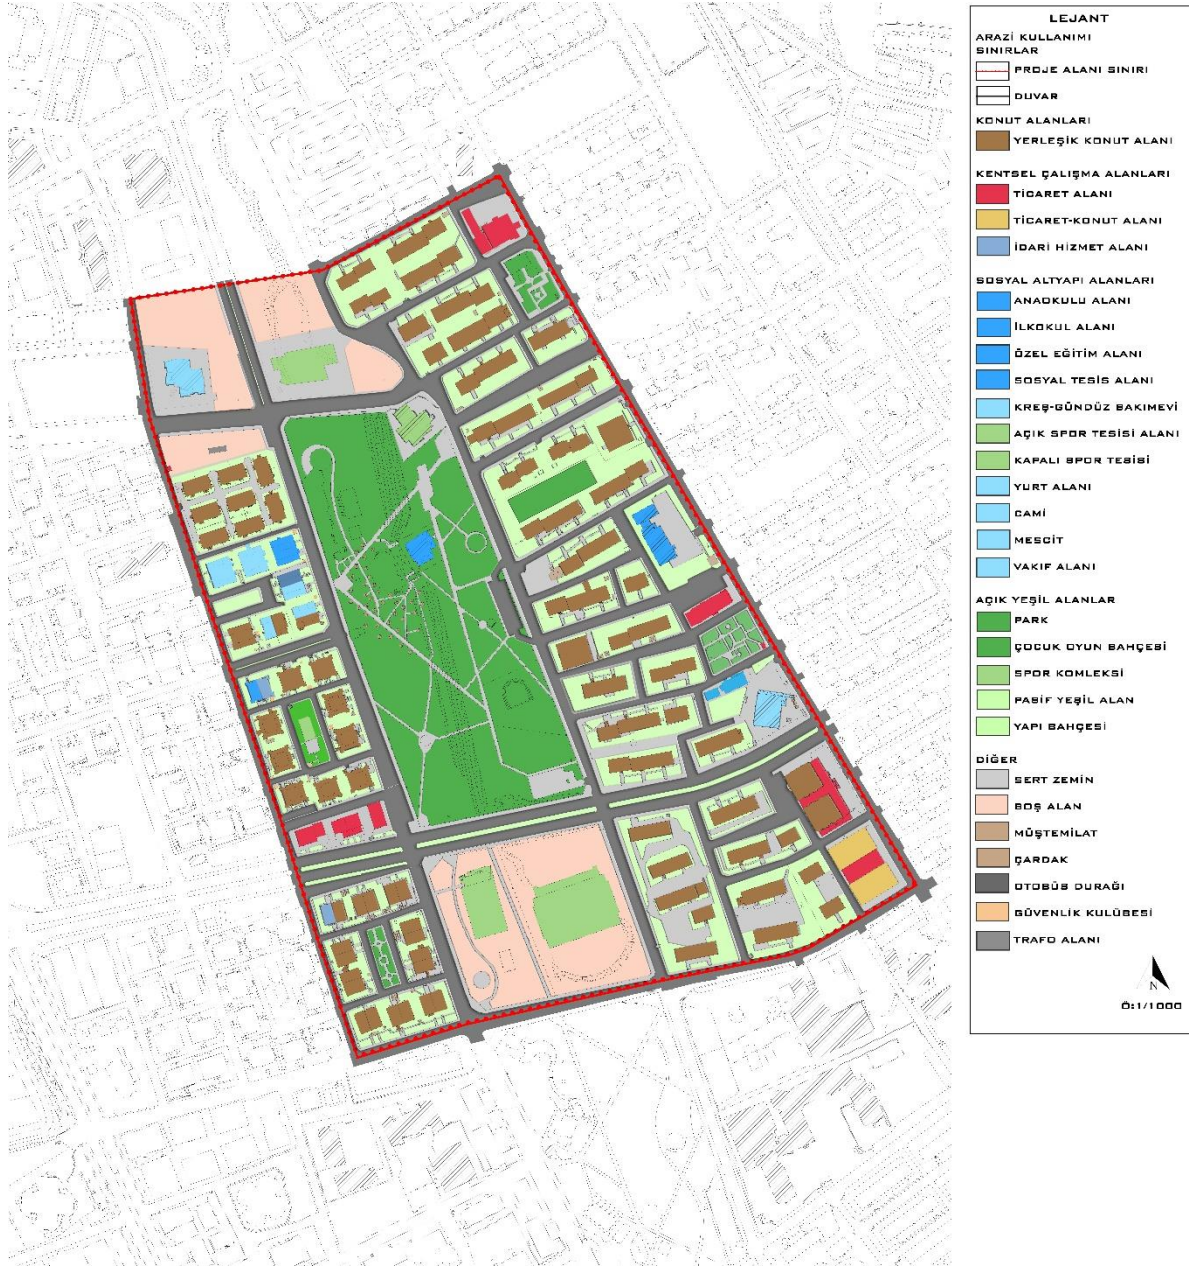 LEJANT
ARAZİ KULLANIMI
SINIRLAR
PROJE ALANI SINIRI
DUVAR
KONUT ALANLARI
YERLEŞİK KONUT ALANI
KENTSEL ÇALIŞMA ALANLARI
TİCARET ALANI
TİCARET-KONUT ALANI
İDARİ HİZMET ALANI
SOSYAL ALTYAPI ALANLARI
ANAOKULU ALANI
İLKOKUL ALANI
ÖZEL EĞİTİM ALANI
SOSYAL TESİS ALANI
KREŞ-GÜNDÜZ BAKIMEVİ
AÇIK SPOR TESİSİ ALANI
KAPALI SPOR TESİSİ
YURT ALANI
CAMİ
MESCİT
VAKIF ALANI
AÇIK YEŞİL ALANLAR
PARK
ÇOCUK OYUN BAHÇESİ
SPOR KOMLEKSİ
PASİF YEŞİL ALAN
YAPI BAHÇESİ
DİĞER
SERT ZEMİN
BOŞ ALAN
MÜŞTEMİLAT
ÇARDAK
OTOBÜS DURAĞI
GÜVENLİK KULÜBESİ
TRAFO ALANI
N
Ö:1/1000